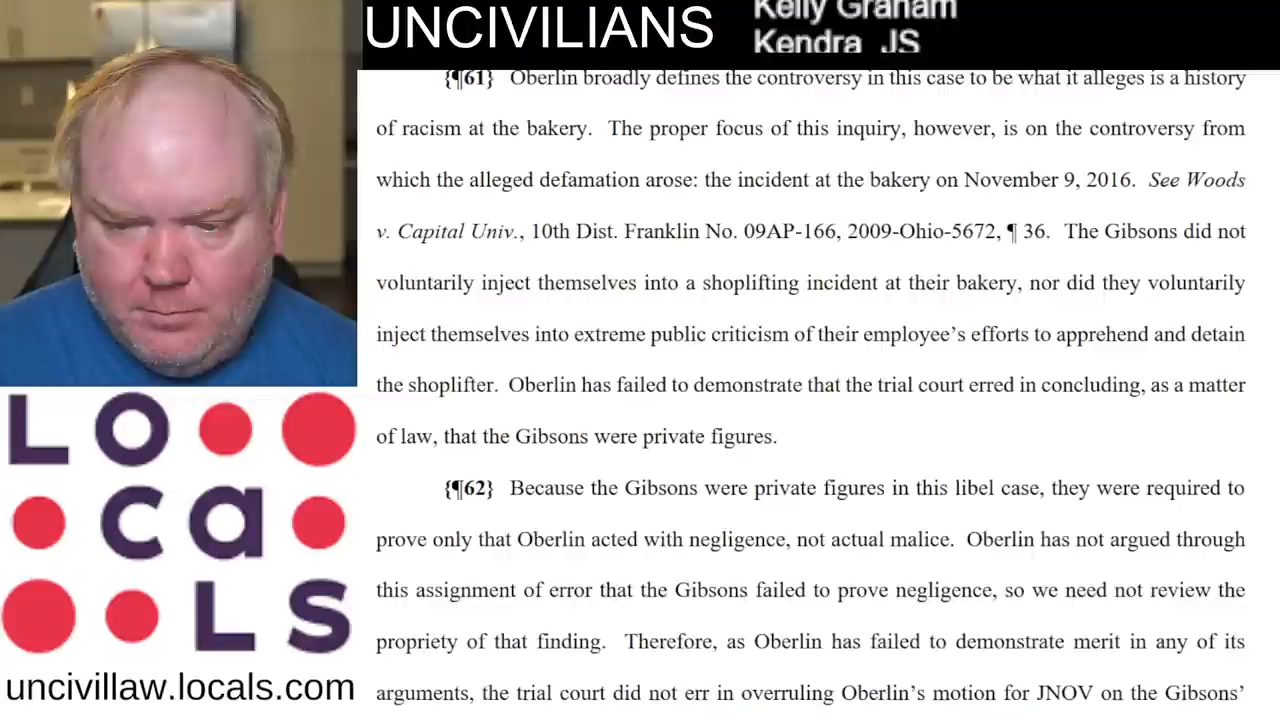 UNCIVILIANS
Kelly Graham
Kendra JS
{¶61} Oberlin broadly defines the controversy in this case to be what it alleges is a history
of racism at the bakery. The proper focus of this inquiry, however, is on the controversy from
which the alleged defamation arose: the incident at the bakery on November 9, 2016. See Woods
v. Capital Univ., 10th Dist. Franklin No. 09AP-166, 2009-Ohio-5672, ¶ 36. The Gibsons did not
voluntarily inject themselves into a shoplifting incident at their bakery, nor did they voluntarily
inject themselves into extreme public criticism of their employee’s efforts to apprehend and detain
the shoplifter. Oberlin has failed to demonstrate that the trial court erred in concluding, as a matter
of law, that the Gibsons were private figures.
{¶62} Because the Gibsons were private figures in this libel case, they were required to
prove only that Oberlin acted with negligence, not actual malice. Oberlin has not argued through
this assignment of error that the Gibsons failed to prove negligence, so we need not review the
propriety of that finding. Therefore, as Oberlin has failed to demonstrate merit in any of its
arguments, the trial court did not err in overruling Oberlin’s motion for JNOV on the Gibsons’
LO
ca
LS
uncivillaw.locals.com